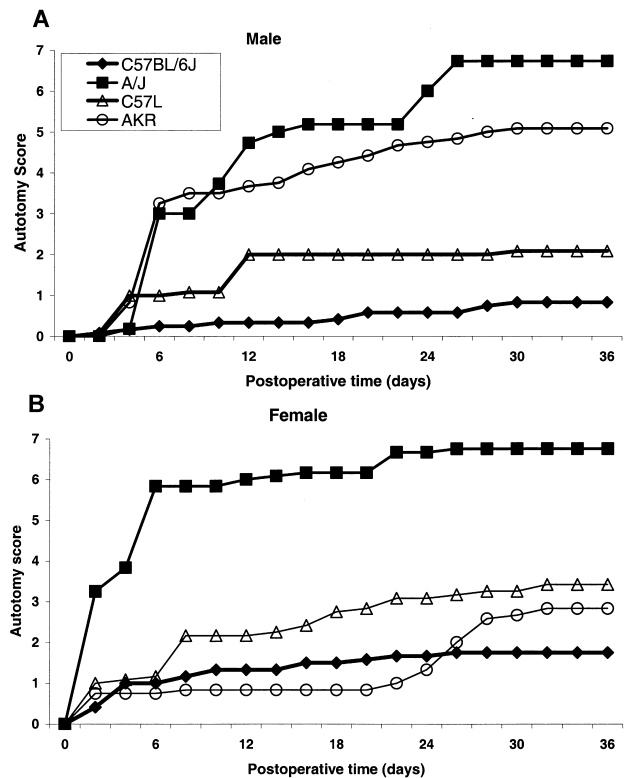 A
Male
7
6
5
4
3
2
1
0
C57BL/6J
A/J
C57L
AKR
Autotomy Score
0 6 12 18 24 30 36
Postoperative time (days)
B
Female
7
6
5
4
3
2
1
0
Autotomy score
0 6 12 18 24 30 36
Postoperative time (days)